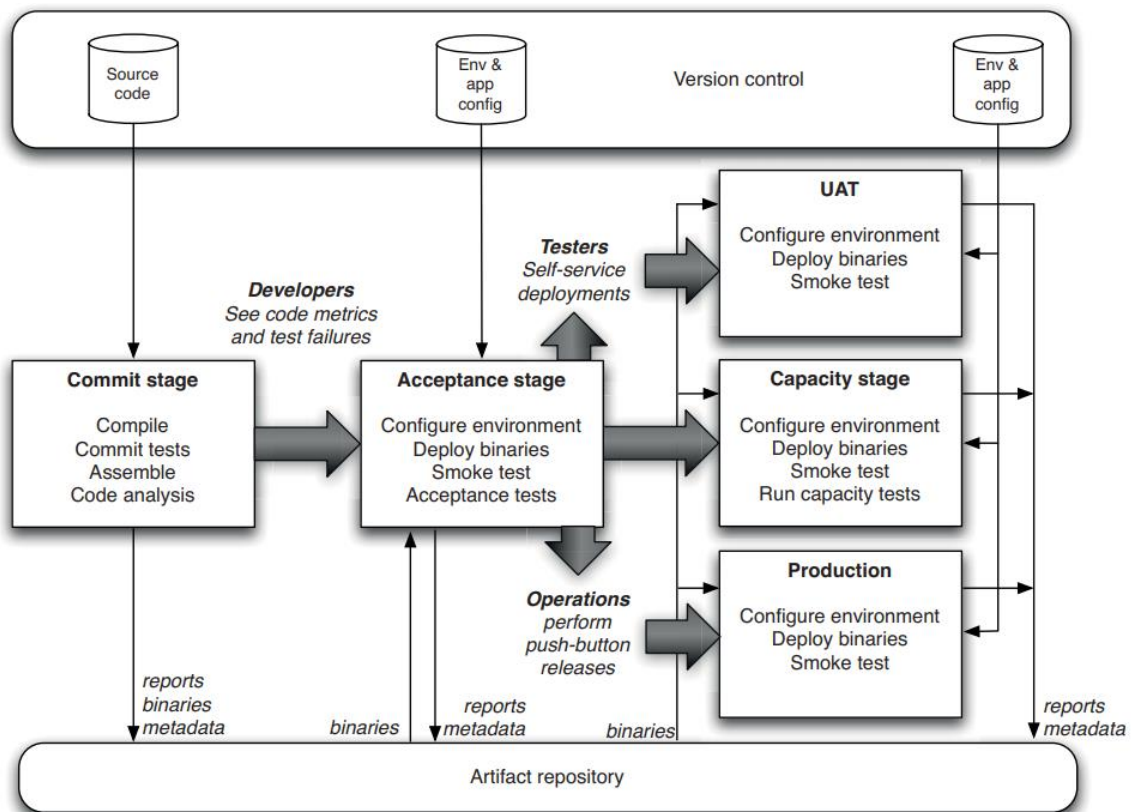 Source
code
Env &
app
config
Version control
Env &
app
config
UAT
Configure environment
Deploy binaries
Smoke test
Testers
Self-service
deployments
Developers
See code metrics
and test failures
Commit stage
Compile
Commit tests
Assemble
Code analysis
Acceptance stage
Configure environment
Deploy binaries
Smoke test
Acceptance tests
Capacity stage
Configure environment
Deploy binaries
Smoke test
Run capacity tests
Operations
perform
push-button
releases
Production
Configure environment
Deploy binaries
Smoke test
reports
binaries
metadata
binaries
reports
metadata
binaries
reports
metadata
Artifact repository